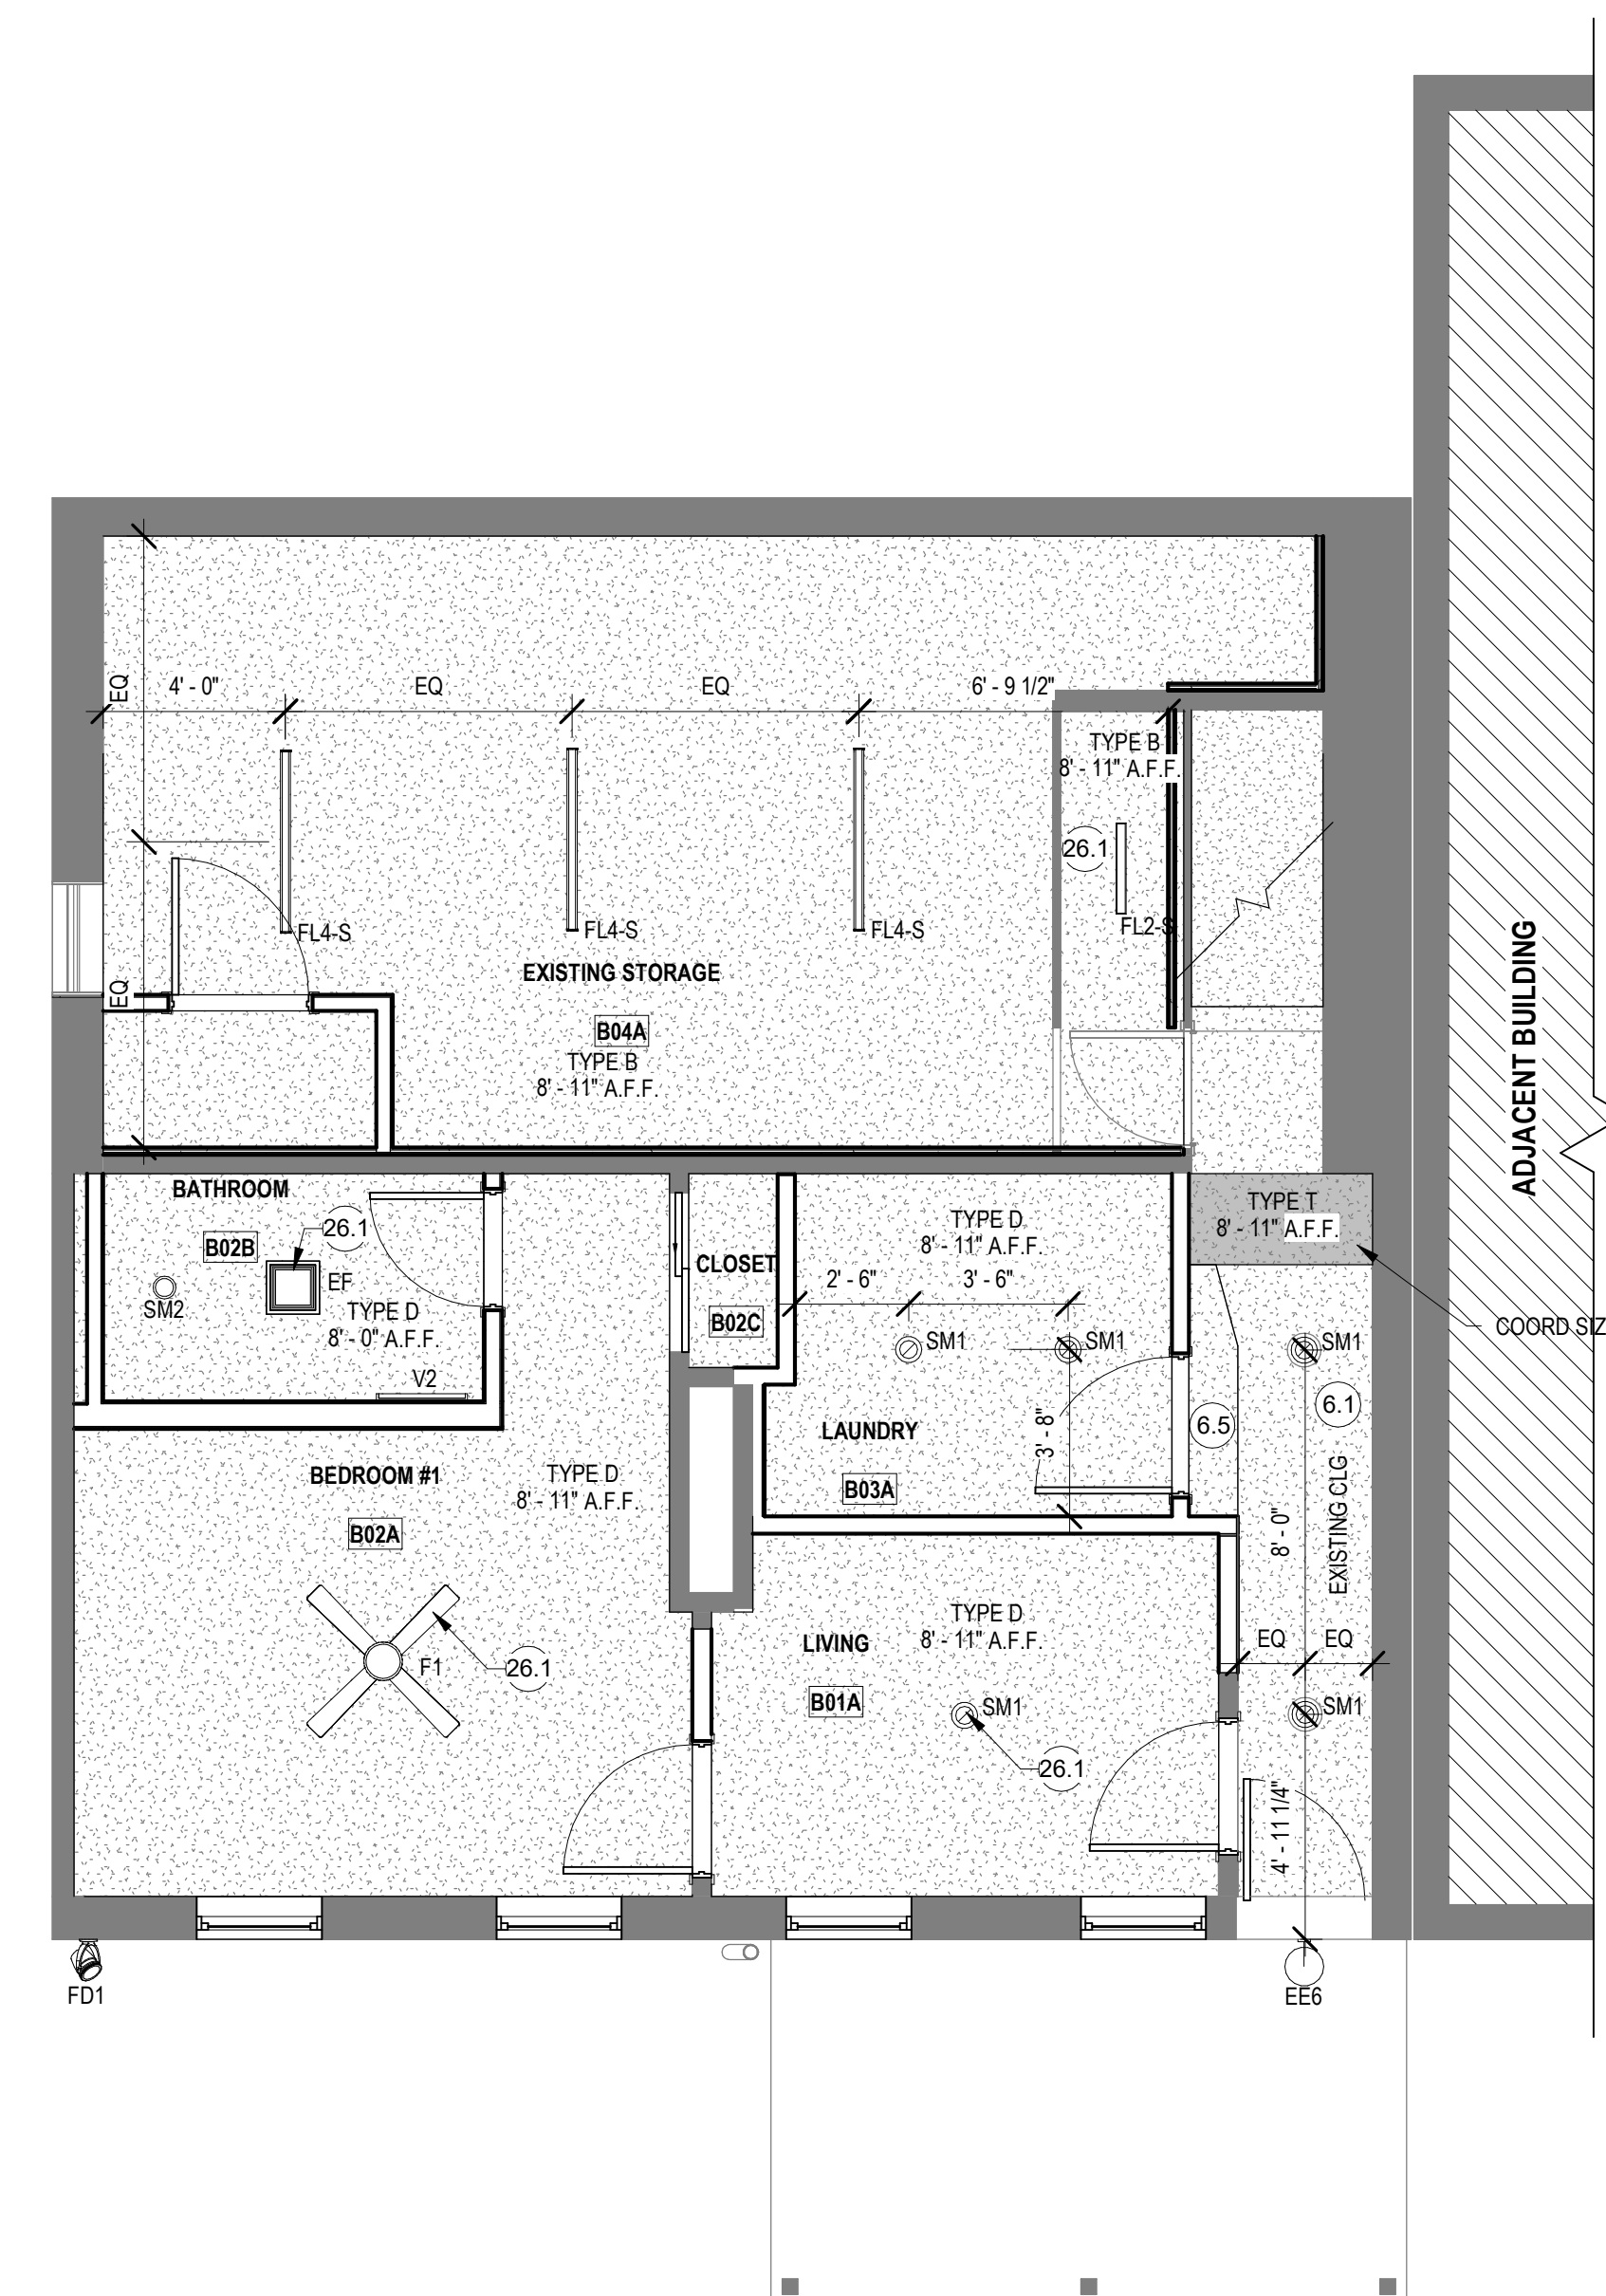 EQ
4' - 0"
EQ
EQ
6' - 9 1/2"
TYPE B
8' - 11" A.F.F.
26.1
FL4-S
FL4-S
FL4-S
FL2-S
EXISTING STORAGE
EQ
B04A
TYPE B
8' - 11" A.F.F.
ADJACENT BUILDING
BATHROOM
B02B
26.1
EF
SM2
TYPE D
8' - 0" A.F.F.
V2
CLOSET
B02C
TYPE D
8' - 11" A.F.F.
2' - 6"
3' - 6"
SM1
SM1
3' - 8"
LAUNDRY
B03A
TYPE T
8' - 11" A.F.F.
COORD SIZ
SM1
6.1
6.5
8' - 0"
EXISTING CLG
BEDROOM #1
B02A
TYPE D
8' - 11" A.F.F.
F1
26.1
TYPE D
8' - 11" A.F.F.
LIVING
B01A
SM1
26.1
EQ
EQ
SM1
4' - 11 1/4"
FD1
EE6